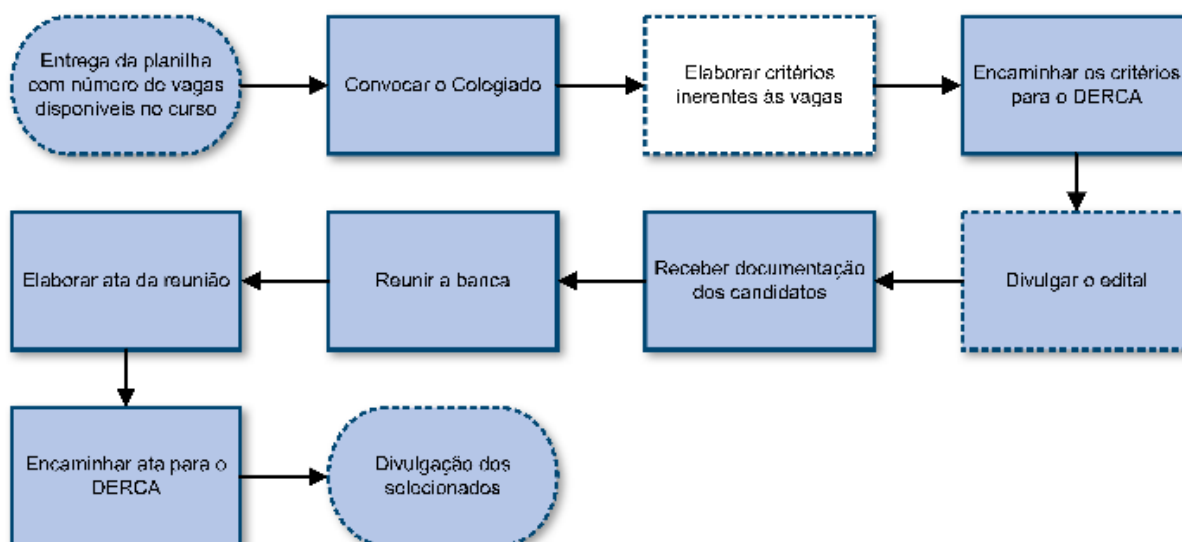 Entrega da planilha
com número de vagas
disponíveis no curso
Convocar o Colegiado
Elaborar critérios
inerentes às vagas
Encaminhar os critérios
para o DERCA
Divulgar o edital
Receber documentação
dos candidatos
Reunir a banca
Elaborar ata da reunião
Encaminhar ata para o
DERCA
Divulgação dos
selecionados